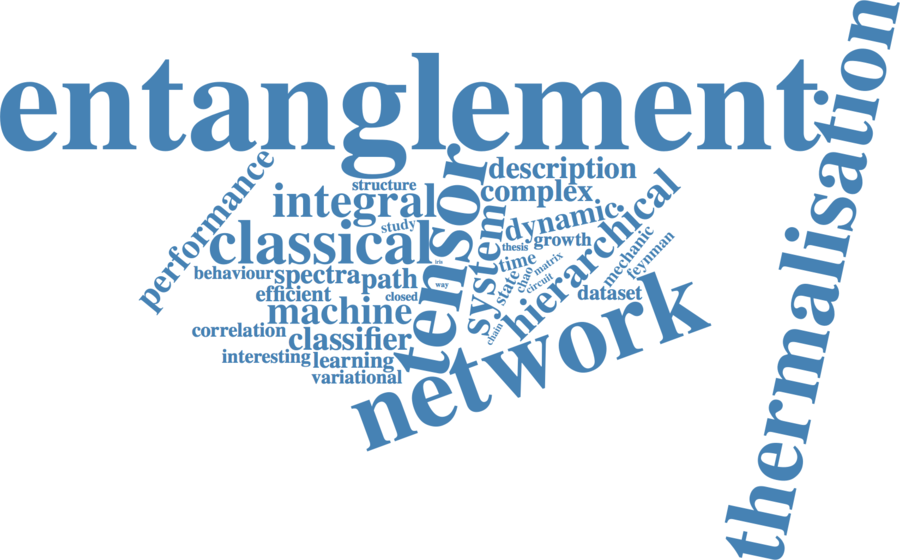 entanglement
thermalisation
performance
structure
integral
study
classical
tensor
description
complex
system
dynamic
thesis
growth
hierarchical
time
state
chao
matrix
circuit
mechanic
feynman
dataset
chain
behaviour
spectra
path
iris
way
efficient
closed
machine
correlation
classifier
interesting
learning
variational
network